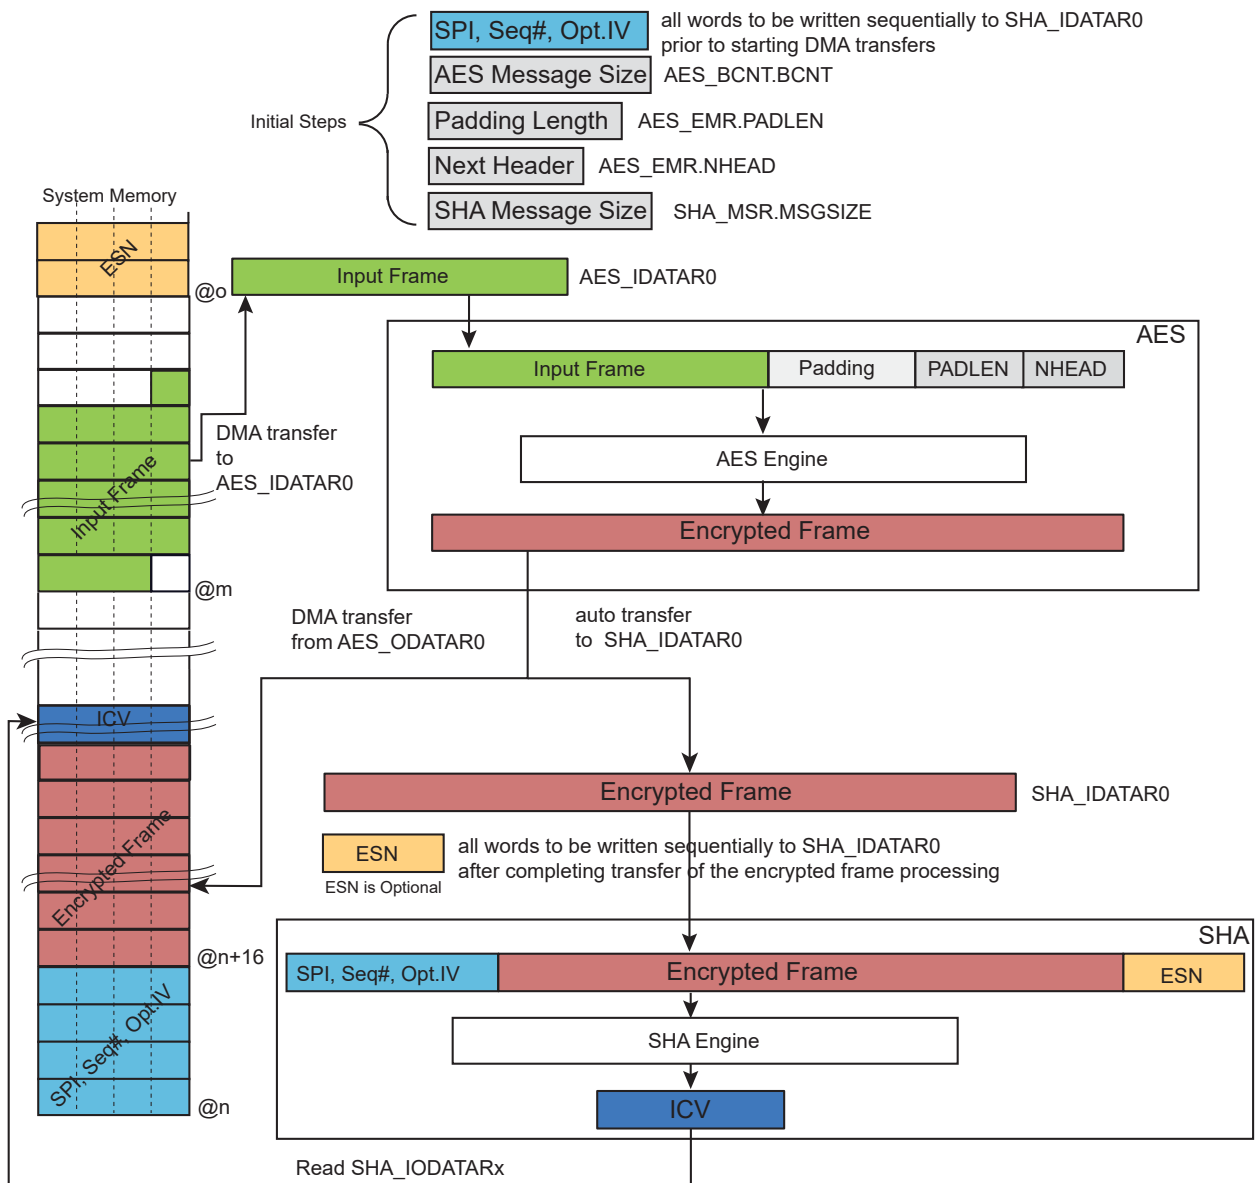 SPI, Seq#, Opt.IV
all words to be written sequentially to SHA_IDATAR0
prior to starting DMA transfers
AES Message Size
AES_BCNT.BCNT
Initial Steps
Padding Length
AES_EMR.PADLEN
Next Header
AES_EMR.NHEAD
SHA Message Size
SHA_MSR.MSGSIZE
System Memory
ESN
@o
Input Frame
AES_IDATAR0
AES
Input Frame
Padding
PADLEN
NHEAD
DMA transfer
to
AES_IDATAR0
Input Frame
AES Engine
Encrypted Frame
@m
DMA transfer
from AES_ODATAR0
auto transfer
to SHA_IDATAR0
ICV
Encrypted Frame
SHA_IDATAR0
Encrypted Frame
ESN
ESN is Optional
all words to be written sequentially to SHA_IDATAR0
after completing transfer of the encrypted frame processing
SHA
@n+16
SPI, Seq#, Opt.IV
Encrypted Frame
ESN
SPI, Seq#, Opt.IV
SHA Engine
@n
ICV
Read SHA_IODATARx